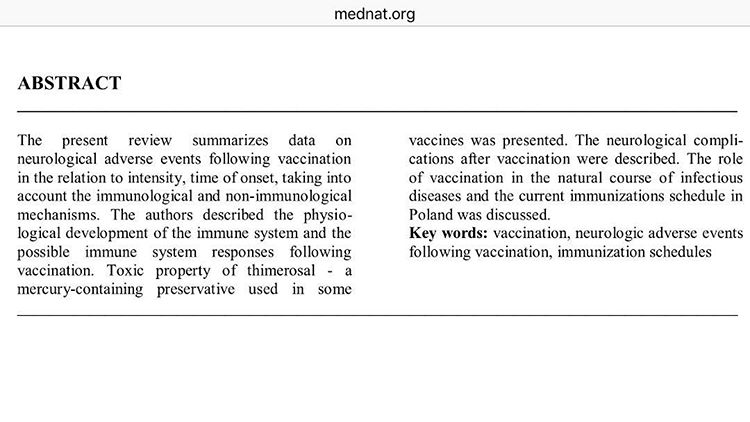 mednat.org
ABSTRACT
The present review summarizes data on
neurological adverse events following vaccination
in the relation to intensity, time of onset, taking into
account the immunological and non-immunological
mechanisms. The authors described the physio-
logical development of the immune system and the
possible immune system responses following
vaccination. Toxic property of thimerosal - a
mercury-containing preservative used in some
vaccines was presented. The neurological compli-
cations after vaccination were described. The role
of vaccination in the natural course of infectious
diseases and the current immunizations schedule in
Poland was discussed.
Key words: vaccination, neurologic adverse events
following vaccination, immunization schedules